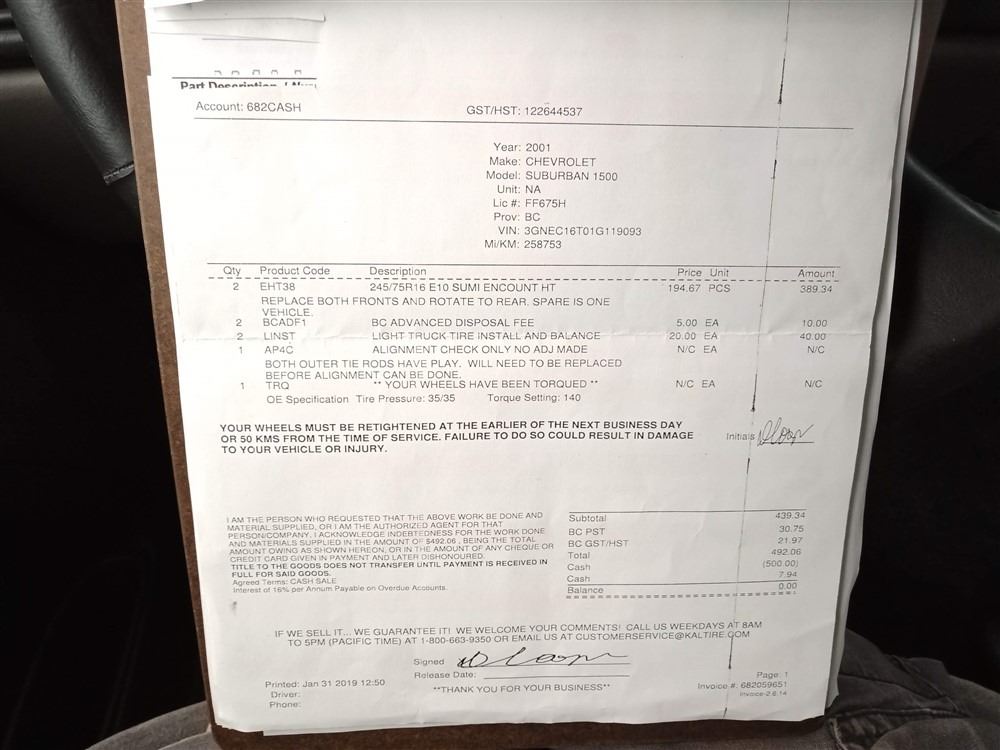 Part Description
Account: 682CASH
GST/HST: 122644537
Year: 2001
Make: CHEVROLET
Model: SUBURBAN 1500
Unit: NA
Lic #: FF675H
Prov: BC
VIN: 3GNEC16T01G119093
Mi/KM: 258753
Qty Product Code Description Price Unit Amount
2 EHT38 245/75R16 E10 SUMI ENCOUNT HT 194.67 PCS 389.34
REPLACE BOTH FRONTS AND ROTATE TO REAR. SPARE IS ONE
VEHICLE.
2 BCADF1 BC ADVANCED DISPOSAL FEE 5.00 EA 10.00
2 LINST LIGHT TRUCK TIRE INSTALL AND BALANCE 20.00 EA 40.00
1 AP4C ALIGNMENT CHECK ONLY NO ADJ MADE N/C EA N/C
BOTH OUTER TIE RODS HAVE PLAY. WILL NEED TO BE REPLACED
BEFORE ALIGNMENT CAN BE DONE.
1 TRQ ** YOUR WHEELS HAVE BEEN TORQUED ** N/C EA N/C
OE Specification Tire Pressure: 35/35 Torque Setting: 140
YOUR WHEELS MUST BE RETIGHTENED AT THE EARLIER OF THE NEXT BUSINESS DAY
OR 50 KMS FROM THE TIME OF SERVICE. FAILURE TO DO SO COULD RESULT IN DAMAGE
TO YOUR VEHICLE OR INJURY.
Initials
I AM THE PERSON WHO REQUESTED THAT THE ABOVE WORK BE DONE AND
MATERIAL SUPPLIED, OR I AM THE AUTHORIZED AGENT FOR THAT
PERSON/COMPANY. I ACKNOWLEDGE INDEBTEDNESS FOR THE WORK DONE
AND MATERIALS SUPPLIED IN THE AMOUNT OF $492.06 , BEING THE TOTAL
AMOUNT OWING AS SHOWN HEREON, OR IN THE AMOUNT OF ANY CHEQUE OR
CREDIT CARD GIVEN IN PAYMENT AND LATER DISHONOURED.
TITLE TO THE GOODS DOES NOT TRANSFER UNTIL PAYMENT IS RECEIVED IN
FULL FOR SAID GOODS.
Agreed Terms: CASH SALE
Interest of 16% per Annum Payable on Overdue Accounts.
Subtotal 439.34
BC PST 30.75
BC GST/HST 21.97
Total 492.06
Cash (500.00)
Cash 7.94
Balance 0.00
IF WE SELL IT... WE GUARANTEE IT! WE WELCOME YOUR COMMENTS! CALL US WEEKDAYS AT 8AM
TO 5PM (PACIFIC TIME) AT 1-800-663-9350 OR EMAIL US AT CUSTOMERSERVICE@KALTIRE.COM
Signed
Release Date:
Printed: Jan 31 2019 12:50
Driver:
Phone:
**THANK YOU FOR YOUR BUSINESS**
Page: 1
Invoice #: 682059651
Invoice-2.6.14